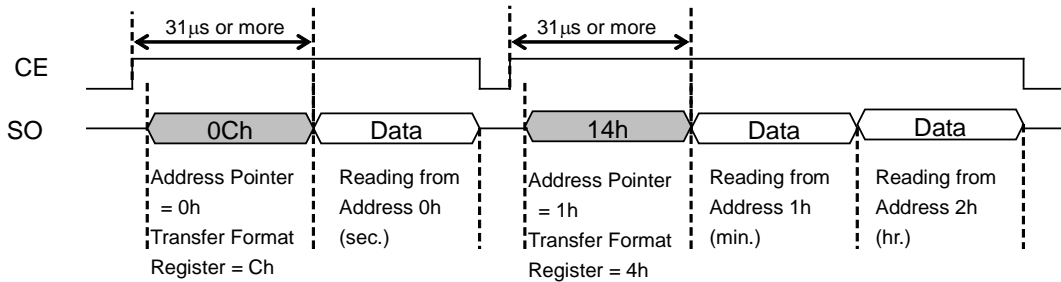 31μs or more 31μs or more
CE
SO 0Ch Data 14h Data Data
Address Pointer
= 0h
Transfer Format
Register = Ch
Reading from
Address 0h
(sec.)
Address Pointer
= 1h
Transfer Format
Register = 4h
Reading from
Address 1h
(min.)
Reading from
Address 2h
(hr.)